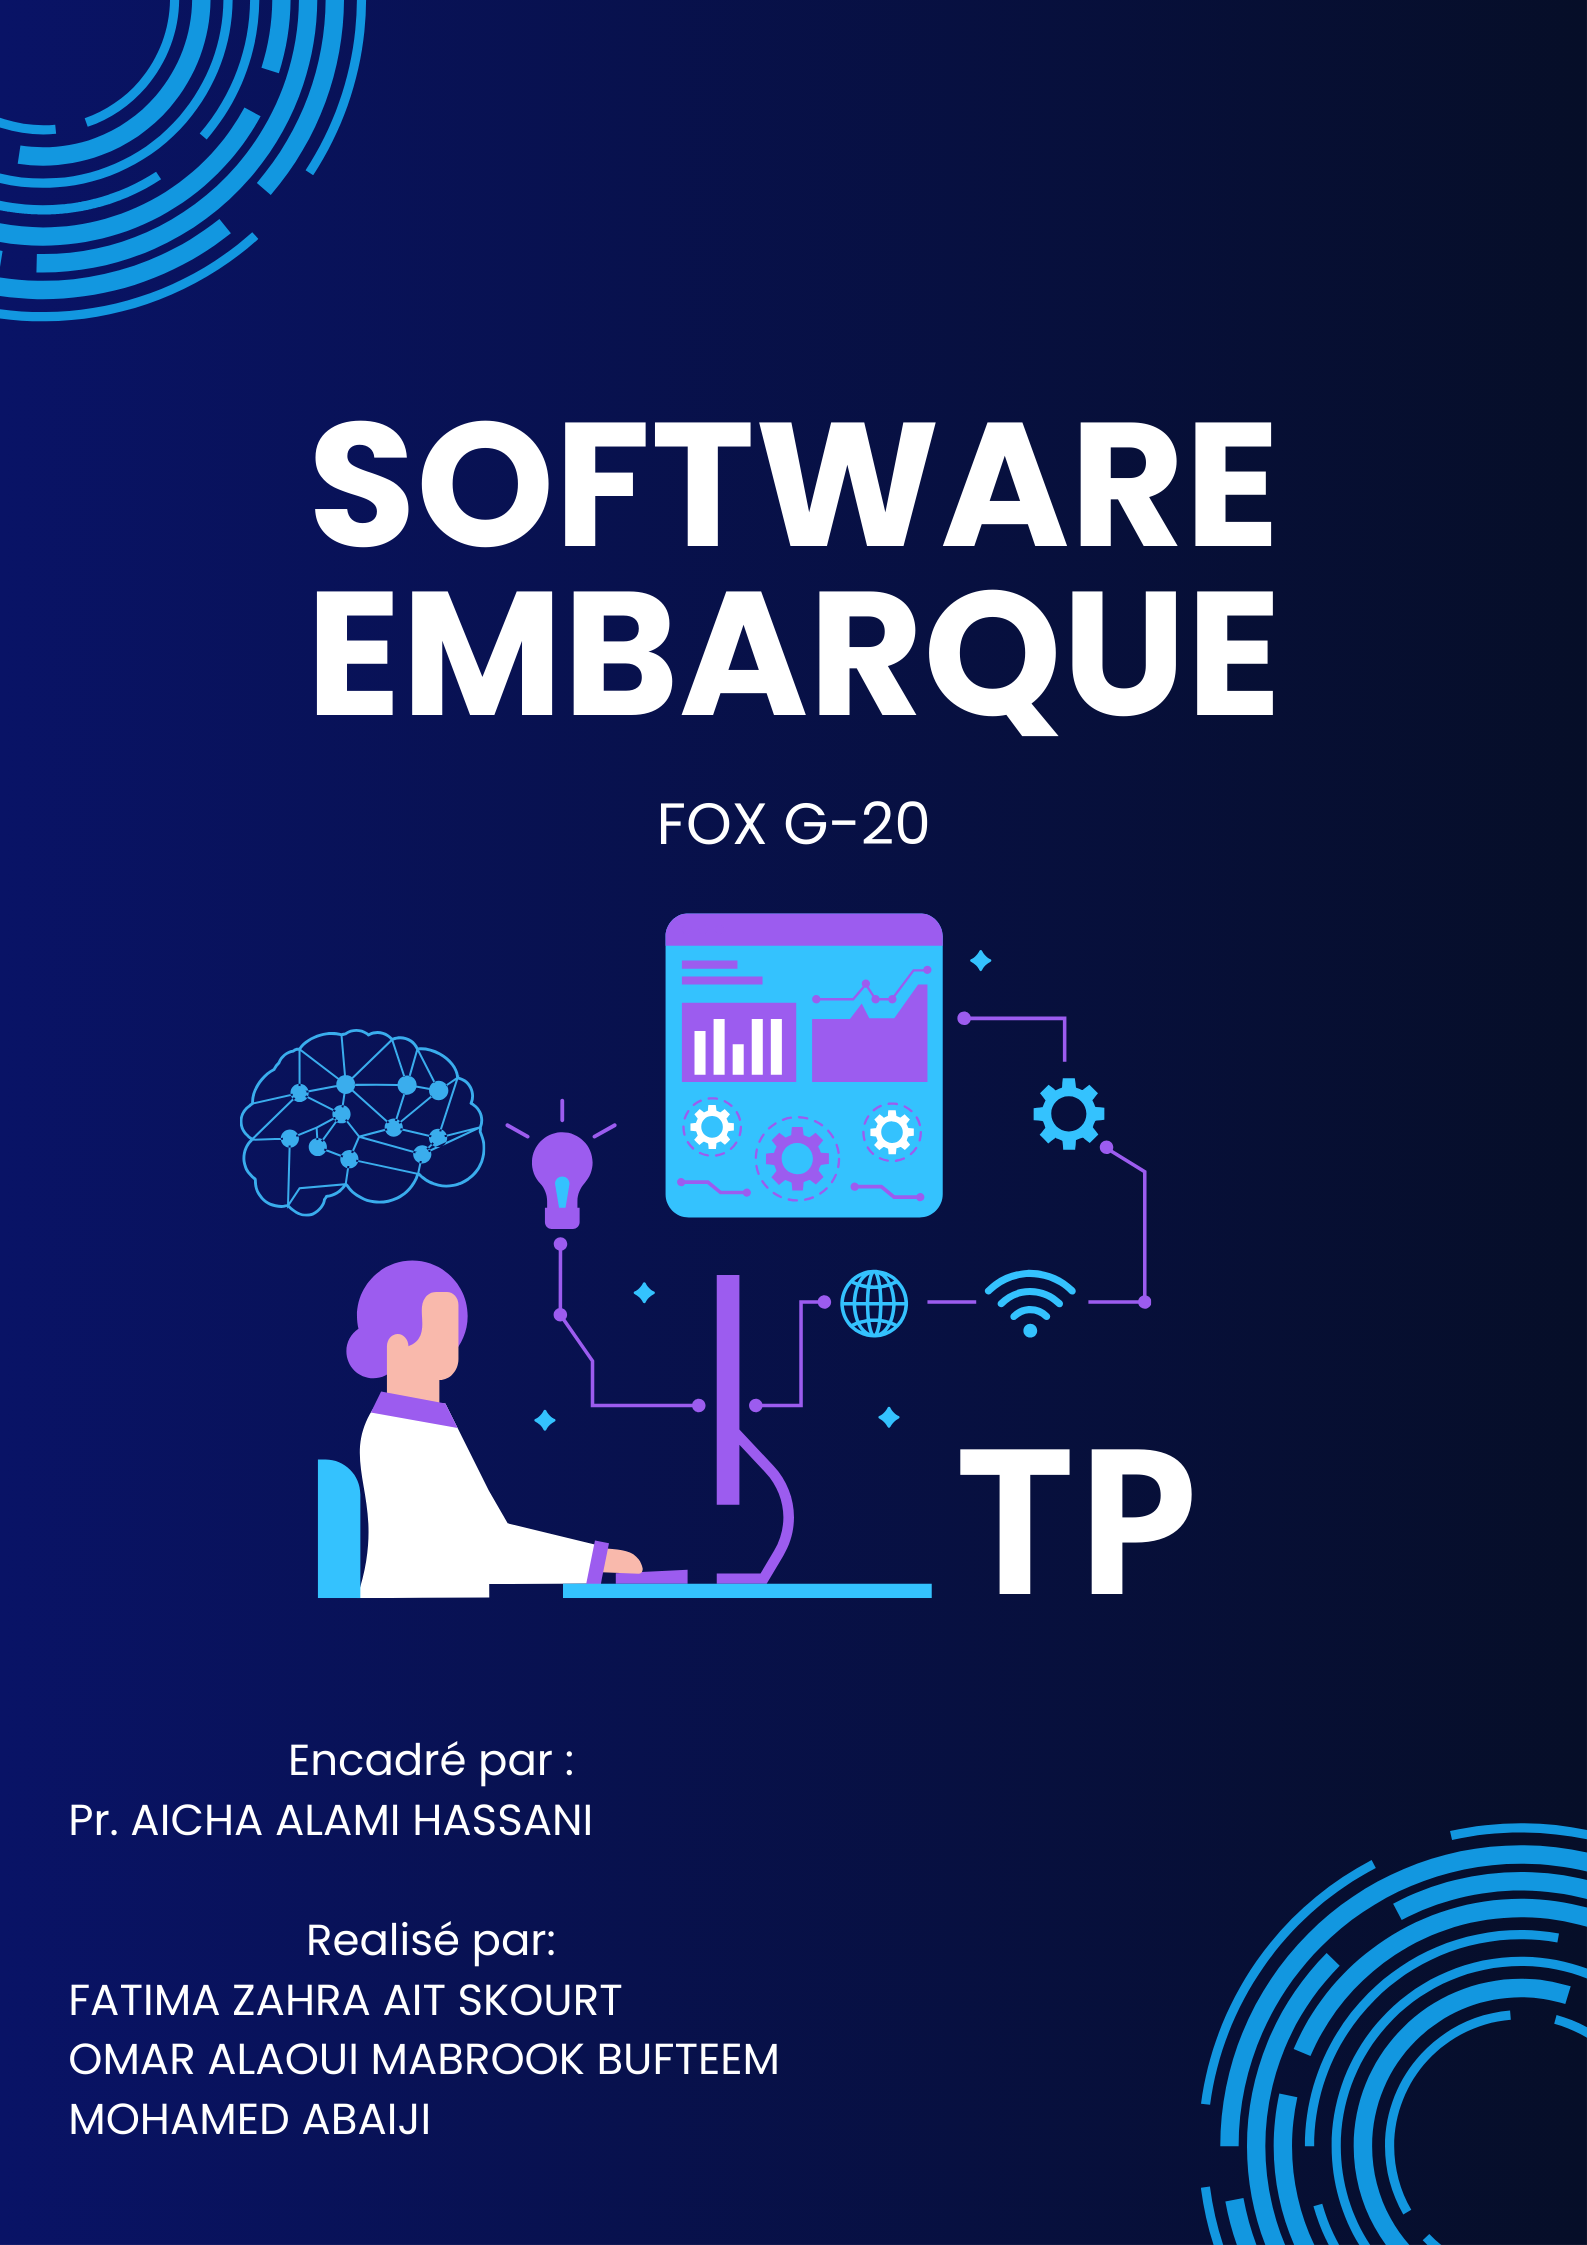 SOFTWARE
EMBARQUE
FOX G-20
TP
Encadré par :
Pr. AICHA ALAMI HASSANI
Realisé par:
FATIMA ZAHRA AIT SKOURT
OMAR ALAOUI MABROOK BUFTEEM
MOHAMED ABAIJI